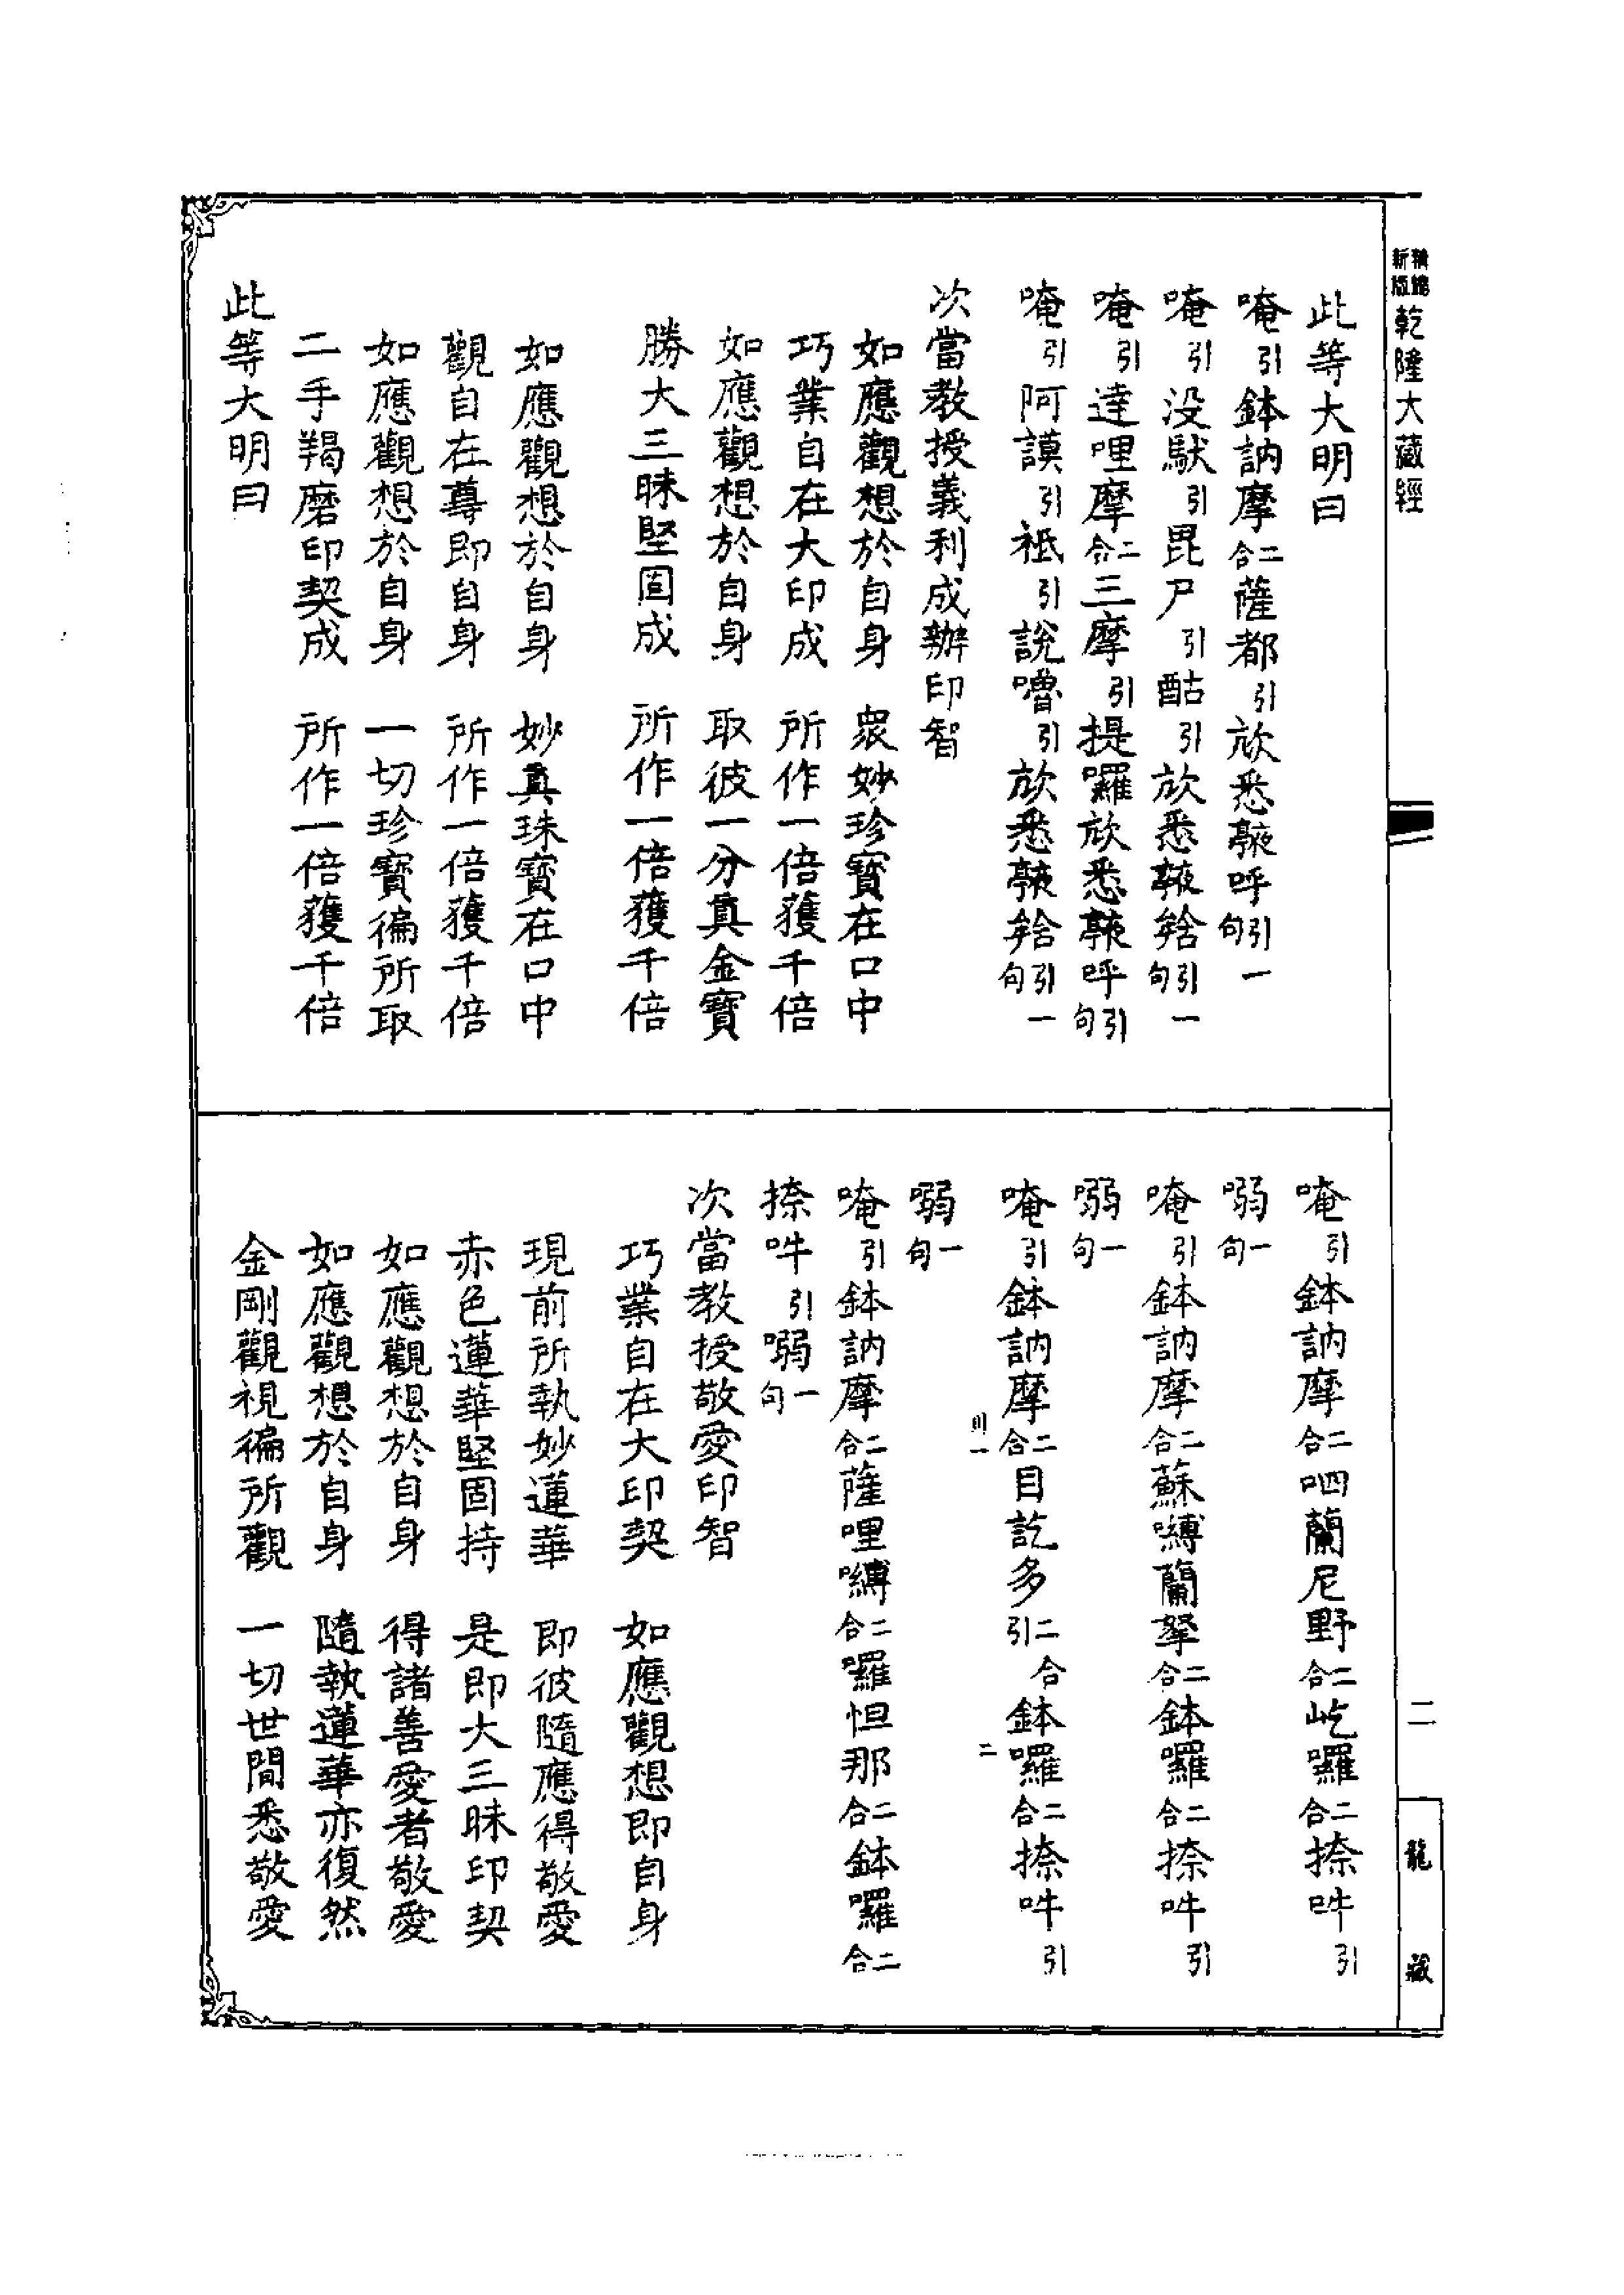 新版 精縮 乾隆大藏經
此等大明曰
唵引鉢訥摩二合薩都引㰠悉𩕳呼引一句
唵引没馱引毘尸引酤引㰠悉𩕳引一句
唵引達哩摩二合三摩引提囉㰠悉𩕳呼引句
唵引阿謨引祇引說嚕引㰠悉𩕳引一句
次當教授義利成辦印智
如應觀想於自身 衆妙珍寶在口中
巧業自在大印成 所作一倍獲千倍
如應觀想於自身 取彼一分真金寶
勝大三昧堅固成 所作一倍獲千倍
如應觀想於自身 妙真珠寶在口中
觀自在尊即自身 所作一倍獲千倍
如應觀想於自身 一切珍寶徧所取
二手羯磨印契成 所作一倍獲千倍
此等大明曰
唵引鉢訥摩二合呬蘭尼野二合屹囉二合捺吽引
嚩一句
唵引鉢訥摩二合蘇嚩蘭拏二合鉢囉二合捺吽引
嗍一句
唵引鉢訥摩二合目訖多二合引鉢囉二合捺吽引
嗍一句
唵引鉢訥摩二合薩哩嚩二合囉怛那二合鉢囉二合
捺吽引嗍一句
次當教授敬愛印智
巧業自在大印契 如應觀想即自身
現前所執妙蓮華 即彼隨應得敬愛
赤色蓮華堅固持 是即大三昧印契
如應觀想於自身 得諸善愛者敬愛
如應觀想於自身 隨執蓮華亦復然
金剛觀視徧所觀 一切世間悉敬愛
二
龍藏